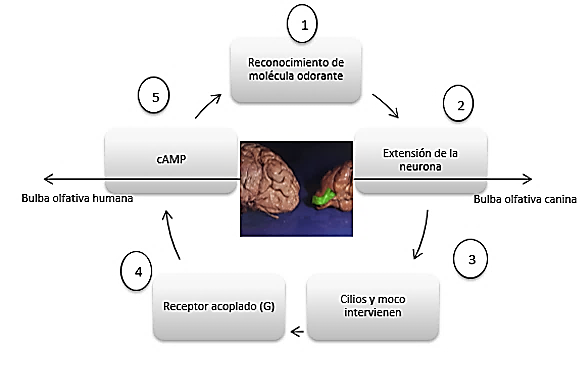 1
Reconocimiento de
molécula odorante
2
Extensión de la
neurona
3
Cilios y moco
intervienen
4
Receptor acoplado (G)
5
cAMP
Bulba olfativa humana
Bulba olfativa canina